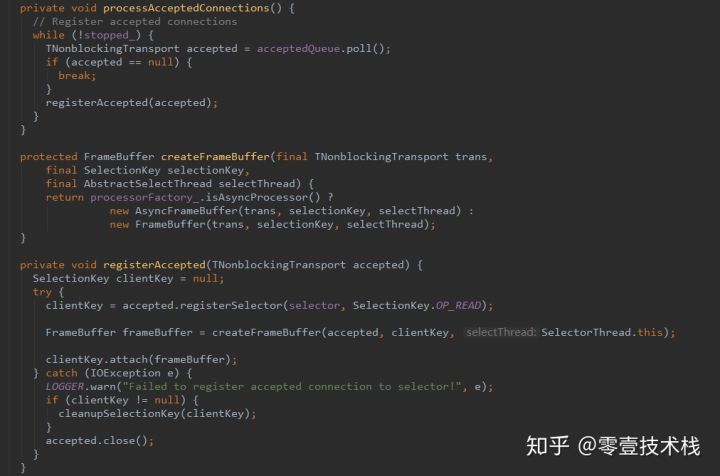 private void processAcceptedConnections() {
  // Register accepted connections
  while (!stopped_) {
    TNonblockingTransport accepted = acceptedQueue.poll();
    if (accepted == null) {
      break;
    }
    registerAccepted(accepted);
  }
}

protected FrameBuffer createFrameBuffer(final TNonblockingTransport trans,
    final SelectionKey selectionKey,
    final AbstractSelectThread selectThread) {
    return processorFactory_.isAsyncProcessor() ?
              new AsyncFrameBuffer(trans, selectionKey, selectThread) :
              new FrameBuffer(trans, selectionKey, selectThread);
}

private void registerAccepted(TNonblockingTransport accepted) {
  SelectionKey clientKey = null;
  try {
    clientKey = accepted.registerSelector(selector, SelectionKey.OP_READ);

    FrameBuffer frameBuffer = createFrameBuffer(accepted, clientKey, selectThread: SelectorThread.this);

    clientKey.attach(frameBuffer);
  } catch (IOException e) {
    LOGGER.warn("Failed to register accepted connection to selector!", e);
    if (clientKey != null) {
      cleanupSelectionKey(clientKey);
    }
    accepted.close();
  }
}
知乎 @零壹技术栈